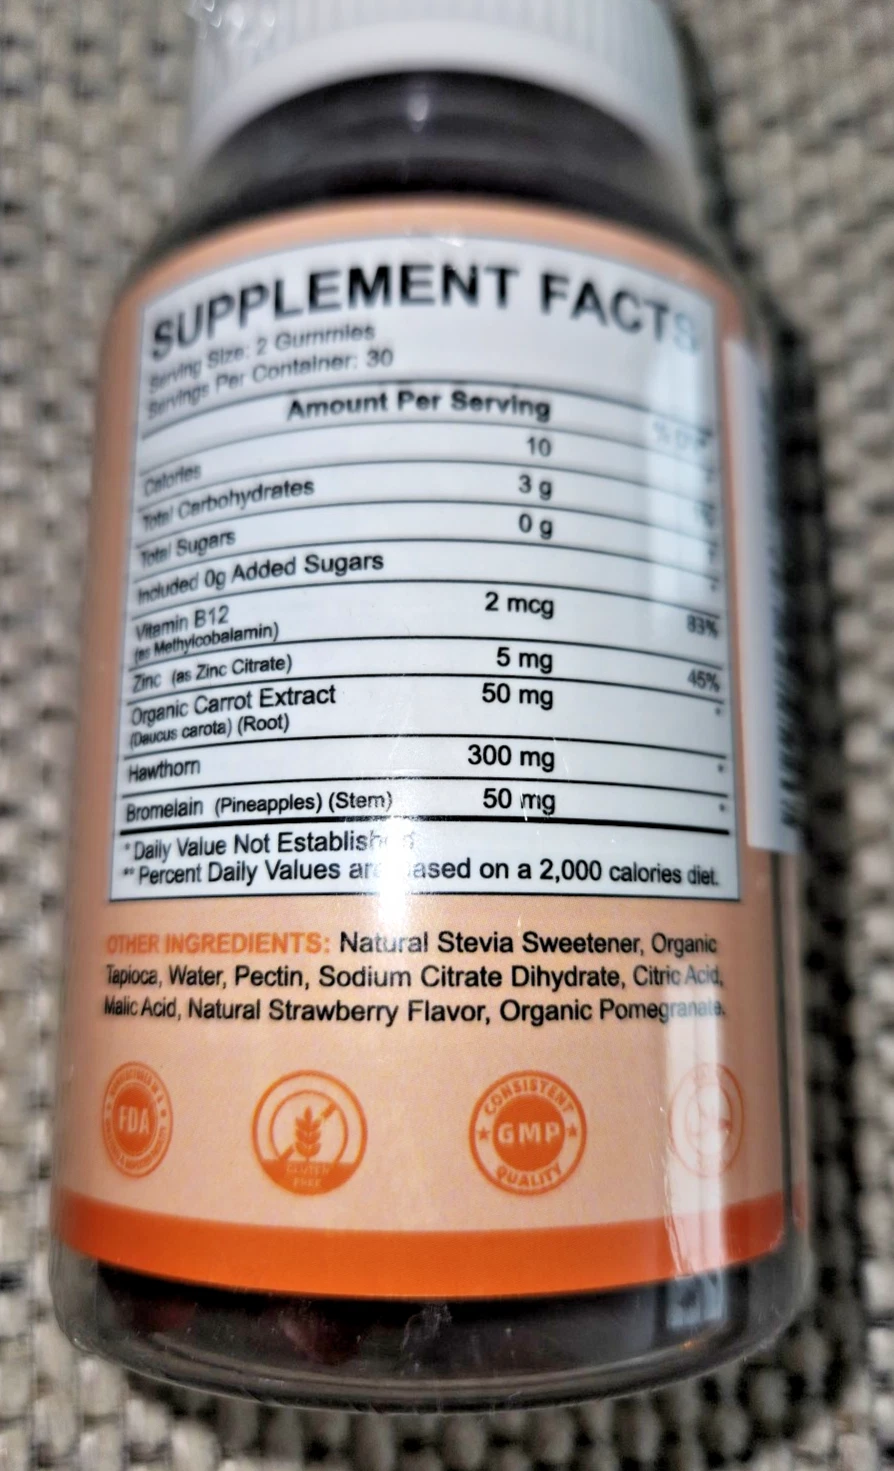 SUPPLEMENT FACTS
Serving Size: 2 Gummies
Servings Per Container: 30
Amount Per Serving
Calories 10
Total Carbohydrates 3 g
Total Sugars 0 g
Included 0g Added Sugars
Vitamin B12 2 mcg 83%
(as Methylcobalamin)
Zinc (as Zinc Citrate) 5 mg 45%
Organic Carrot Extract 50 mg *
(Daucus carota) (Root)
Hawthorn 300 mg *
Bromelain (Pineapples) (Stem) 50 mg *
* Daily Value Not Established
** Percent Daily Values are based on a 2,000 calories diet.
OTHER INGREDIENTS: Natural Stevia Sweetener, Organic
Tapioca, Water, Pectin, Sodium Citrate Dihydrate, Citric Acid,
Malic Acid, Natural Strawberry Flavor, Organic Pomegranate.
FDA
GLUTEN
FREE
CONSISTENT
GMP
QUALITY